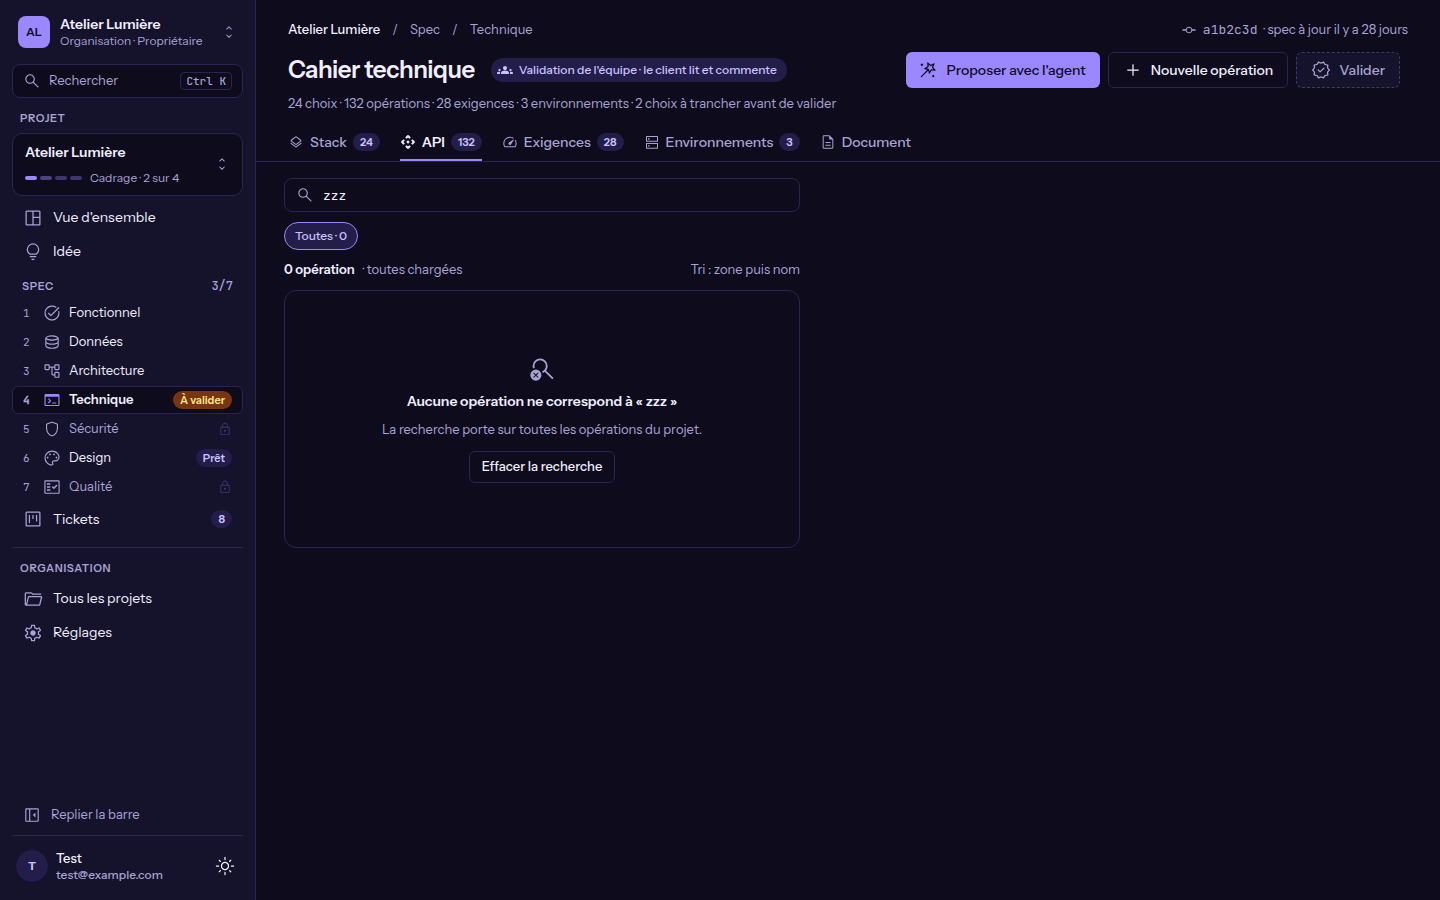 AL
Atelier Lumière
Organisation · Propriétaire
Rechercher
Ctrl K
PROJET
Atelier Lumière
Cadrage · 2 sur 4
Vue d'ensemble
Idée
SPEC
3/7
1 Fonctionnel
2 Données
3 Architecture
4 Technique À valider
5 Sécurité
6 Design Prêt
7 Qualité
Tickets 8
ORGANISATION
Tous les projets
Réglages
Replier la barre
T
Test
test@example.com
Atelier Lumière / Spec / Technique
a1b2c3d · spec à jour il y a 28 jours
Cahier technique
Validation de l'équipe · le client lit et commente
Proposer avec l'agent
Nouvelle opération
Valider
24 choix · 132 opérations · 28 exigences · 3 environnements · 2 choix à trancher avant de valider
Stack 24
API 132
Exigences 28
Environnements 3
Document
zzz
Toutes · 0
0 opération · toutes chargées
Tri : zone puis nom
Aucune opération ne correspond à « zzz »
La recherche porte sur toutes les opérations du projet.
Effacer la recherche